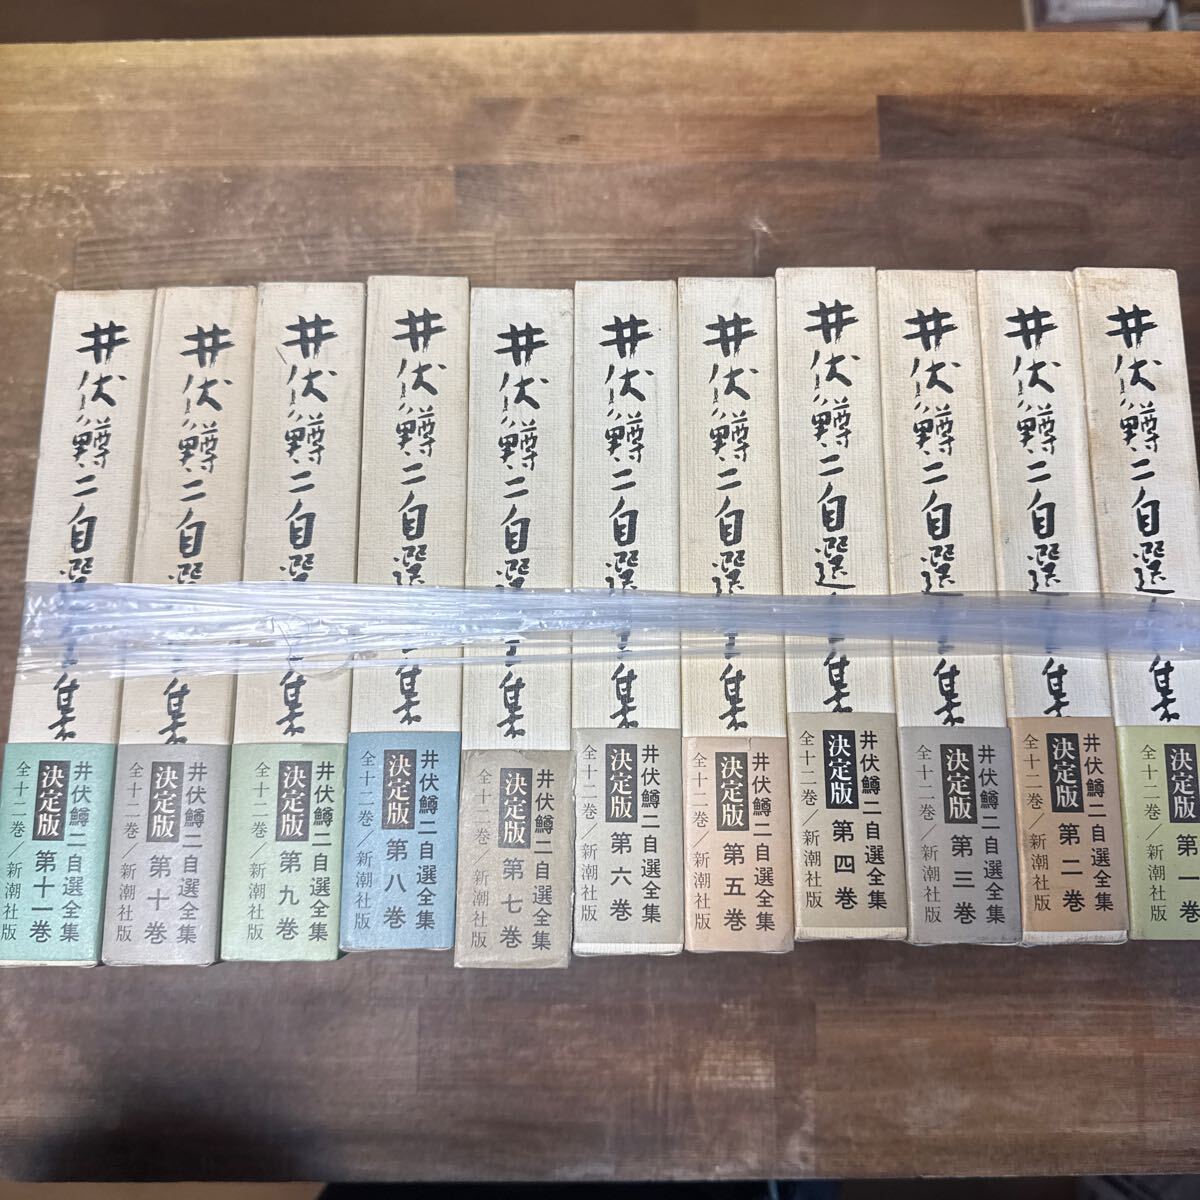 井伏鱒二自選全集
決定版 第一巻
全十二巻/新潮社版
井伏鱒二自選全集
井伏鱒二自選全集
決定版 第二巻
全十二巻/新潮社版
井伏鱒二自選全集
井伏鱒二自選全集
決定版 第三巻
全十二巻/新潮社版
井伏鱒二自選全集
井伏鱒二自選全集
決定版 第四巻
全十二巻/新潮社版
井伏鱒二自選全集
井伏鱒二自選全集
決定版 第五巻
全十二巻/新潮社版
井伏鱒二自選全集
井伏鱒二自選全集
決定版 第六巻
全十二巻/新潮社版
井伏鱒二自選全集
井伏鱒二自選全集
決定版 第七巻
全十二巻/新潮社版
井伏鱒二自選全集
井伏鱒二自選全集
決定版 第八巻
全十二巻/新潮社版
井伏鱒二自選全集
井伏鱒二自選全集
決定版 第九巻
全十二巻/新潮社版
井伏鱒二自選全集
井伏鱒二自選全集
決定版 第十巻
全十二巻/新潮社版
井伏鱒二自選全集
井伏鱒二自選全集
決定版 第十一巻
全十二巻/新潮社版